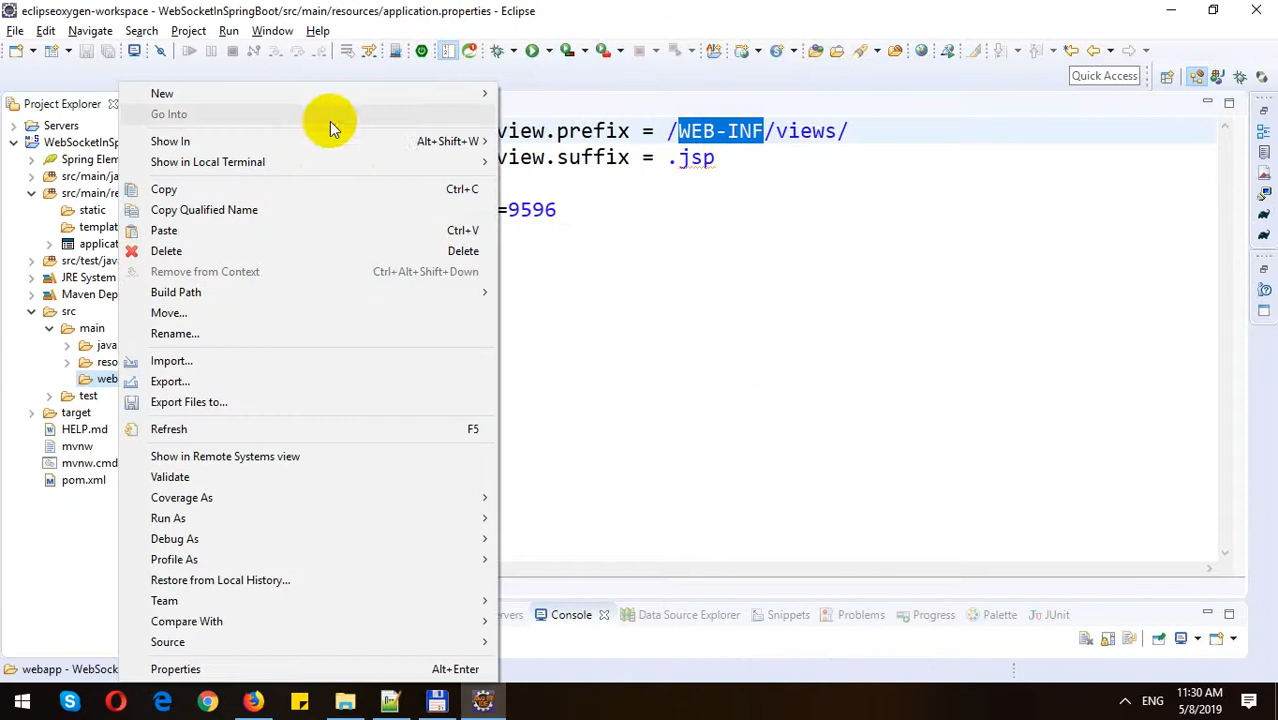 eclipseoxygen-workspace - WebSocketInSpringBoot/src/main/resources/application.properties - Eclipse
File Edit Navigate Search Project Run Window Help
Quick Access
Project Explorer
Servers
WebSocketInSp
Spring Elem
src/main/ja
src/main/re
static
templat
applica
src/test/jav
JRE System
Maven Dep
src
main
java
reso
web
test
target
HELP.md
mvnw
mvnw.cmd
pom.xml
New
Go Into
Show In Alt+Shift+W
Show in Local Terminal
Copy Ctrl+C
Copy Qualified Name
Paste Ctrl+V
Delete Delete
Remove from Context Ctrl+Alt+Shift+Down
Build Path
Move...
Rename...
Import...
Export...
Export Files to...
Refresh F5
Show in Remote Systems view
Validate
Coverage As
Run As
Debug As
Profile As
Restore from Local History...
Team
Compare With
Source
Properties Alt+Enter
view.prefix = /WEB-INF/views/
view.suffix = .jsp
=9596
ervers Console Data Source Explorer Snippets Problems Progress Palette JUnit
webapp - WebSock
ENG
11:30 AM
5/8/2019